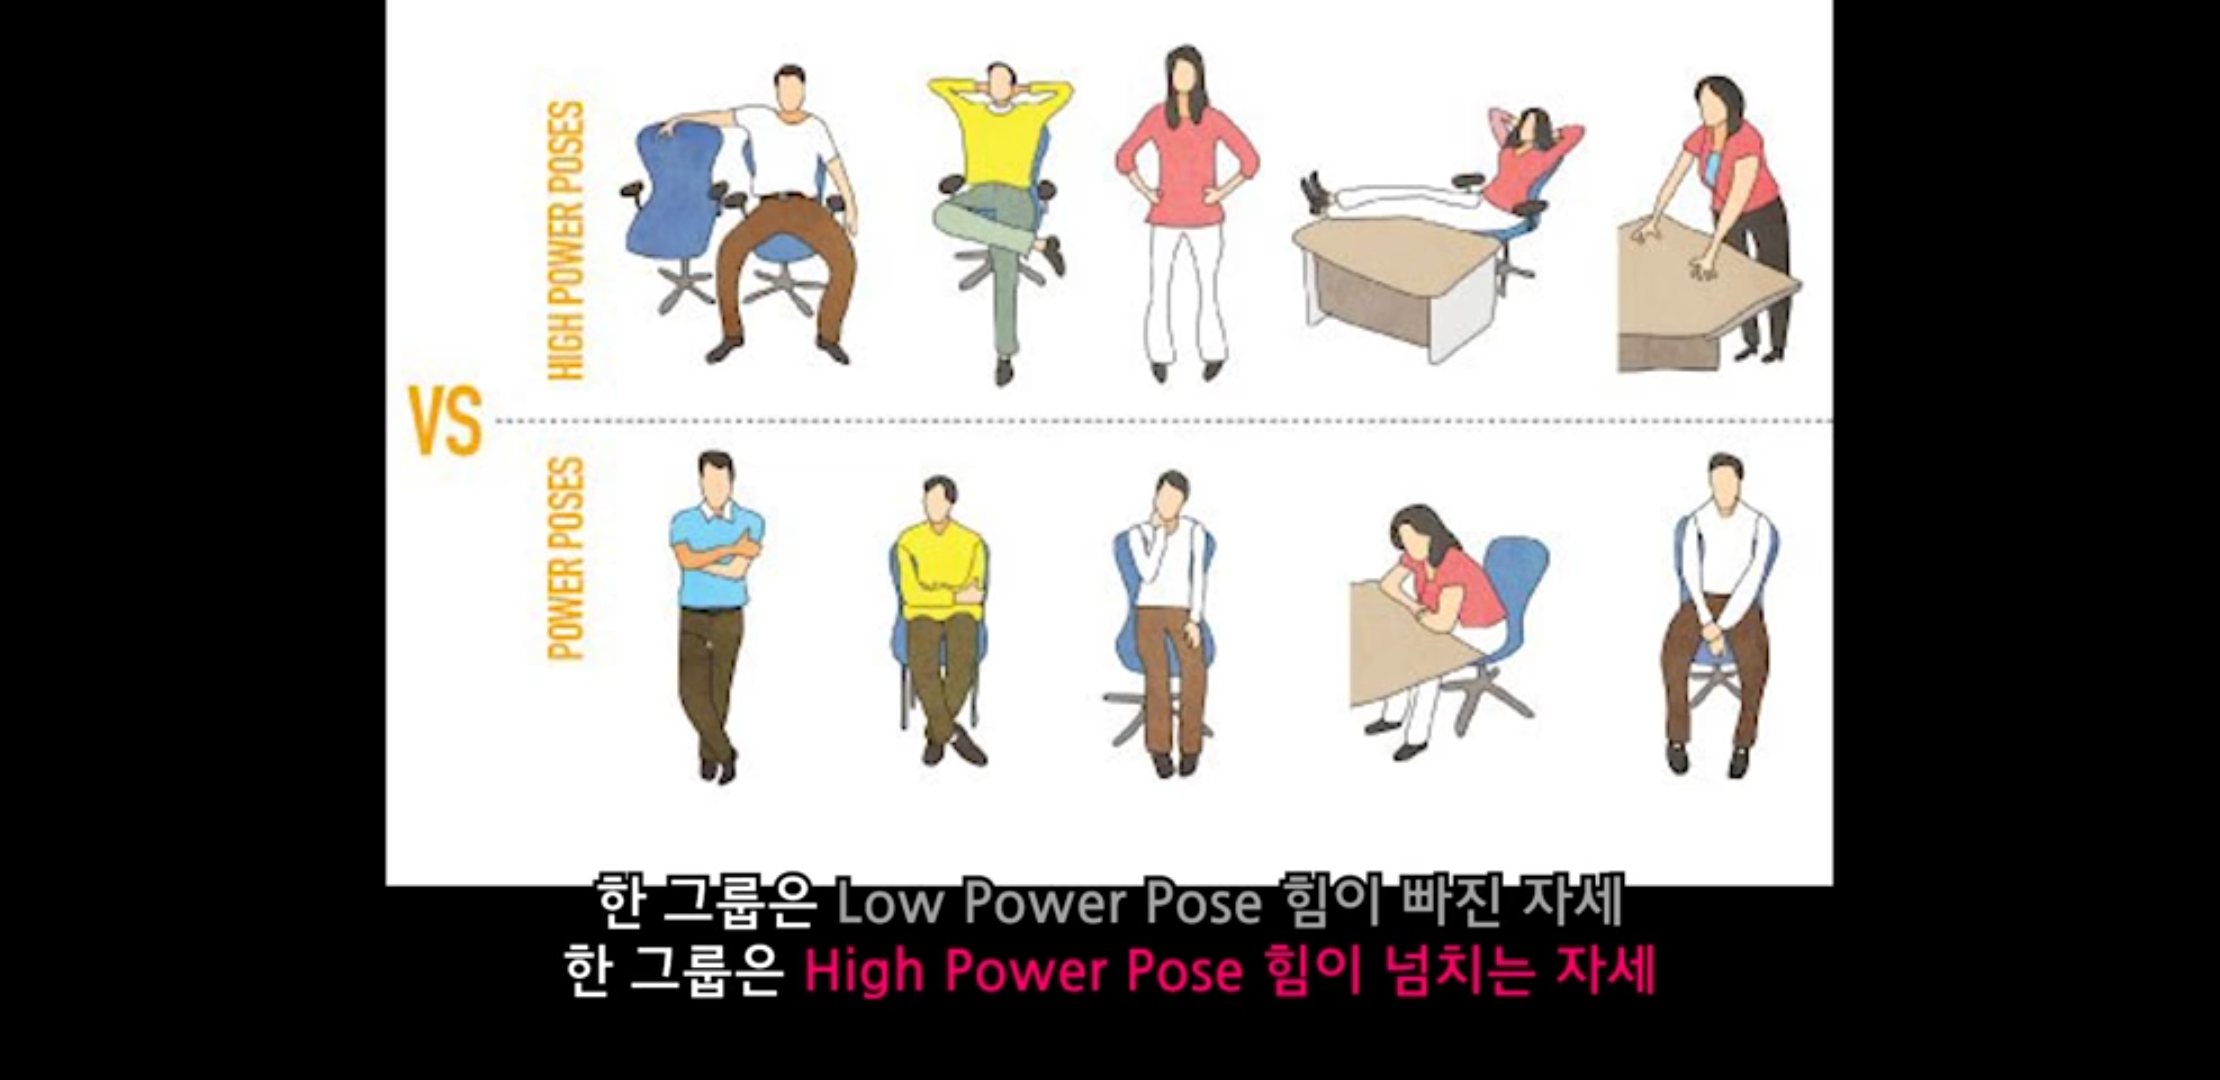 HIGH POWER POSES
VS
POWER POSES
한 그룹은 Low Power Pose 힘이 빠진 자세
한 그룹은 High Power Pose 힘이 넘치는 자세